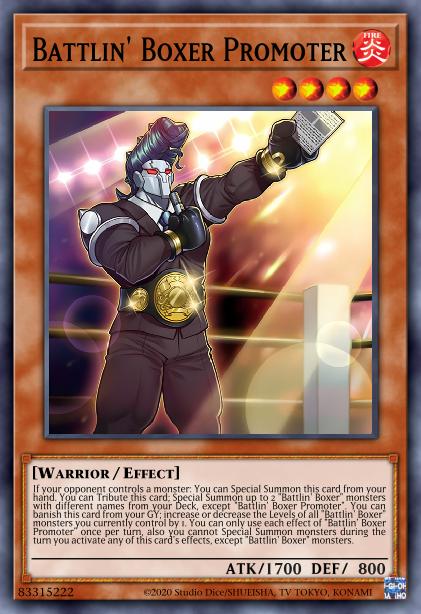 BATTLIN' BOXER PROMOTER
FIRE
炎
[WARRIOR / EFFECT]
If your opponent controls a monster: You can Special Summon this card from your
hand. You can Tribute this card; Special Summon up to 2 "Battlin' Boxer" monsters
with different names from your Deck, except "Battlin' Boxer Promoter". You can
banish this card from your GY; increase or decrease the Levels of all "Battlin' Boxer"
monsters you currently control by 1. You can only use each effect of "Battlin' Boxer
Promoter" once per turn, also you cannot Special Summon monsters during the
turn you activate any of this card's effects, except "Battlin' Boxer" monsters.
ATK/1700 DEF/ 800
83315222
©2020 Studio Dice/SHUEISHA, TV TOKYO, KONAMI